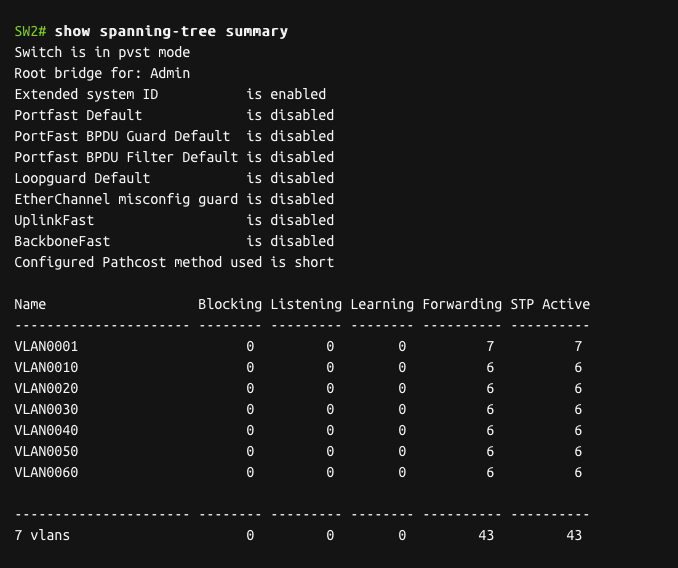 SW2# show spanning-tree summary
Switch is in pvst mode
Root bridge for: Admin
Extended system ID           is enabled
Portfast Default             is disabled
PortFast BPDU Guard Default  is disabled
Portfast BPDU Filter Default is disabled
Loopguard Default            is disabled
EtherChannel misconfig guard is disabled
UplinkFast                   is disabled
BackboneFast                 is disabled
Configured Pathcost method used is short
Name                   Blocking Listening Learning Forwarding STP Active
---------------------- -------- --------- -------- ---------- ----------
VLAN0001                     0         0        0          7          7
VLAN0010                     0         0        0          6          6
VLAN0020                     0         0        0          6          6
VLAN0030                     0         0        0          6          6
VLAN0040                     0         0        0          6          6
VLAN0050                     0         0        0          6          6
VLAN0060                     0         0        0          6          6
---------------------- -------- --------- -------- ---------- ----------
7 vlans                      0         0        0         43         43